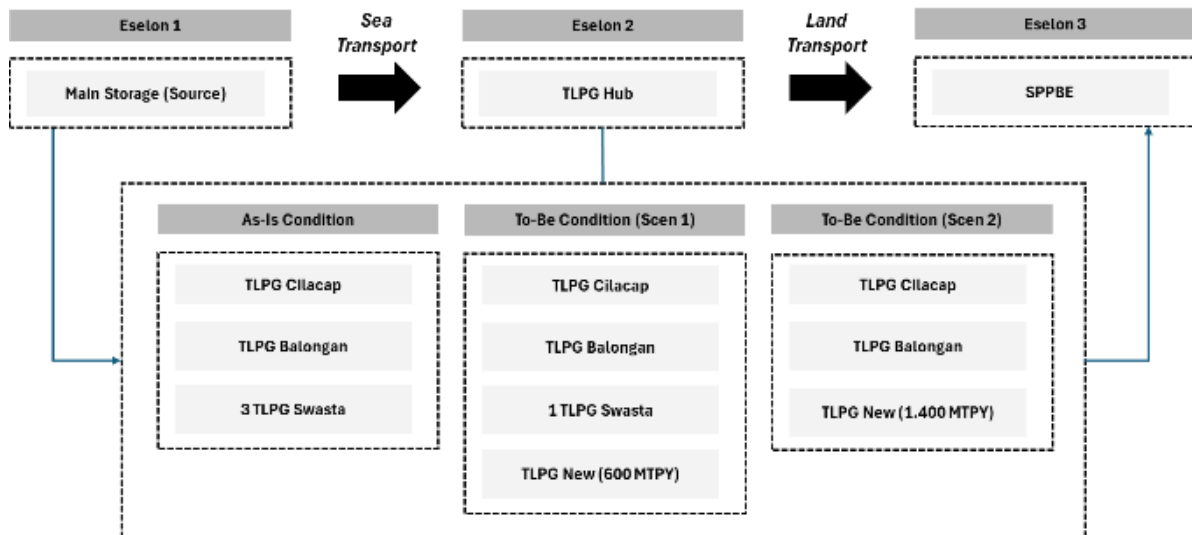 Eselon 1
Sea
Transport
Eselon 2
Land
Transport
Eselon 3
Main Storage (Source)
TLPG Hub
SPPBE
As-Is Condition
To-Be Condition (Scen 1)
To-Be Condition (Scen 2)
TLPG Cilacap
TLPG Balongan
3 TLPG Swasta
TLPG Cilacap
TLPG Balongan
1 TLPG Swasta
TLPG New (600 MTPY)
TLPG Cilacap
TLPG Balongan
TLPG New (1.400 MTPY)